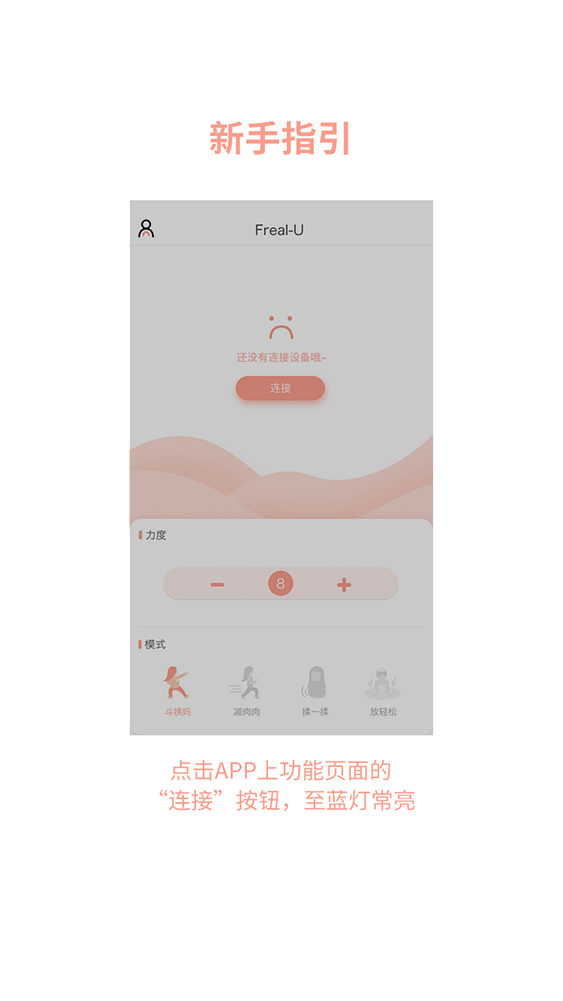 新手指引
Freal-U
还没有连接设备哦~
连接
力度
8
模式
斗姨妈 减肉肉 揉一揉 放轻松
点击APP上功能页面的
“连接”按钮，至蓝灯常亮